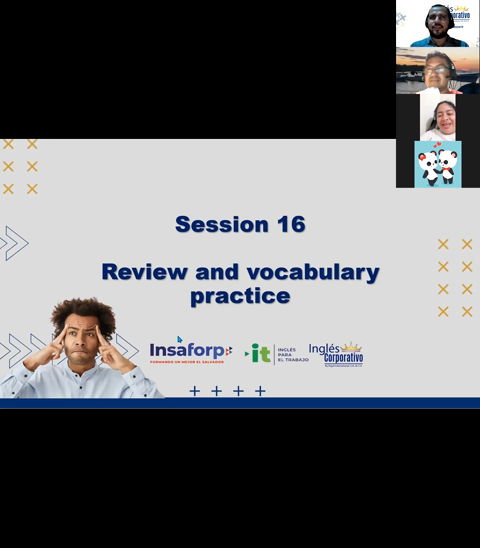 Session 16
Review and vocabulary
practice
Insaforp
FORMANDO UN MEJOR EL SALVADOR
it
INGLÉS
PARA
EL TRABAJO
Inglés
Corporativo